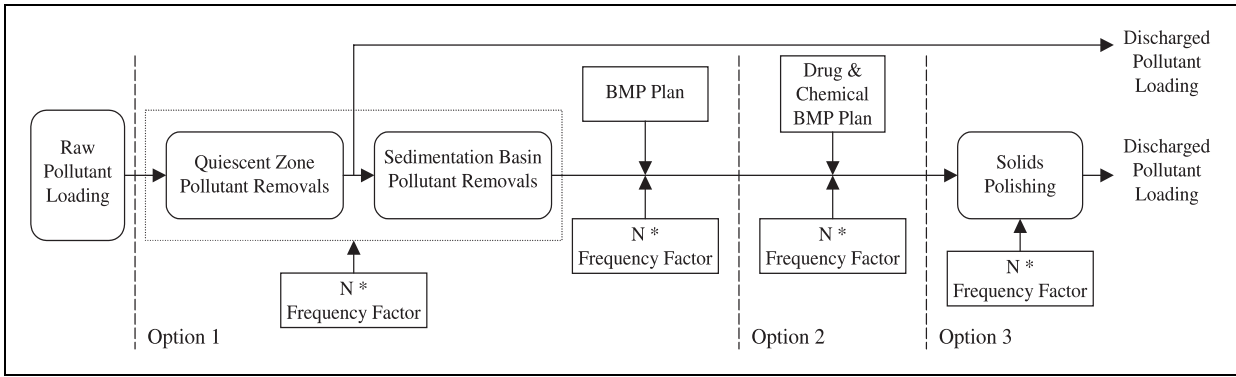 Raw
Pollutant
Loading
Quiescent Zone
Pollutant Removals
Sedimentation Basin
Pollutant Removals
N *
Frequency Factor
Option 1
BMP Plan
N *
Frequency Factor
Drug &
Chemical
BMP Plan
N *
Frequency Factor
Option 2
Solids
Polishing
N *
Frequency Factor
Option 3
Discharged
Pollutant
Loading
Discharged
Pollutant
Loading